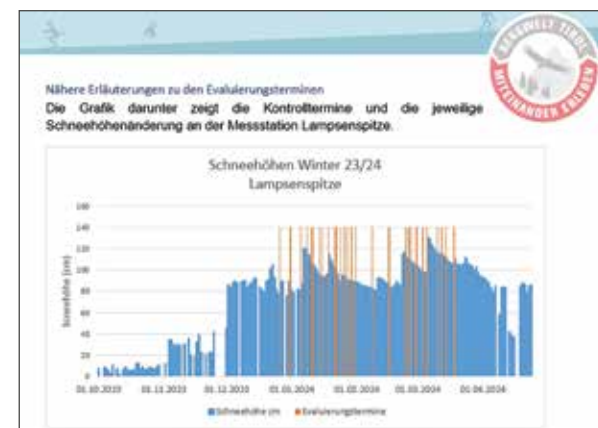 BERGWELT TIROL
MITEINANDER ERLEBEN
Nähere Erläuterungen zu den Evaluierungsterminen
Die Grafik darunter zeigt die Kontrolltermine und die jeweilige
Schneehöhenänderung an der Messstation Lampsenspitze.
Schneehöhen Winter 23/24
Lampsenspitze
Scneehöhe (cm)
160
140
120
100
80
60
40
20
0
01.10.2023 01.11.2023 01.12.2023 01.01.2024 01.02.2024 01.03.2024 01.04.2024
Schneehöhe cm Evaluierungstermine